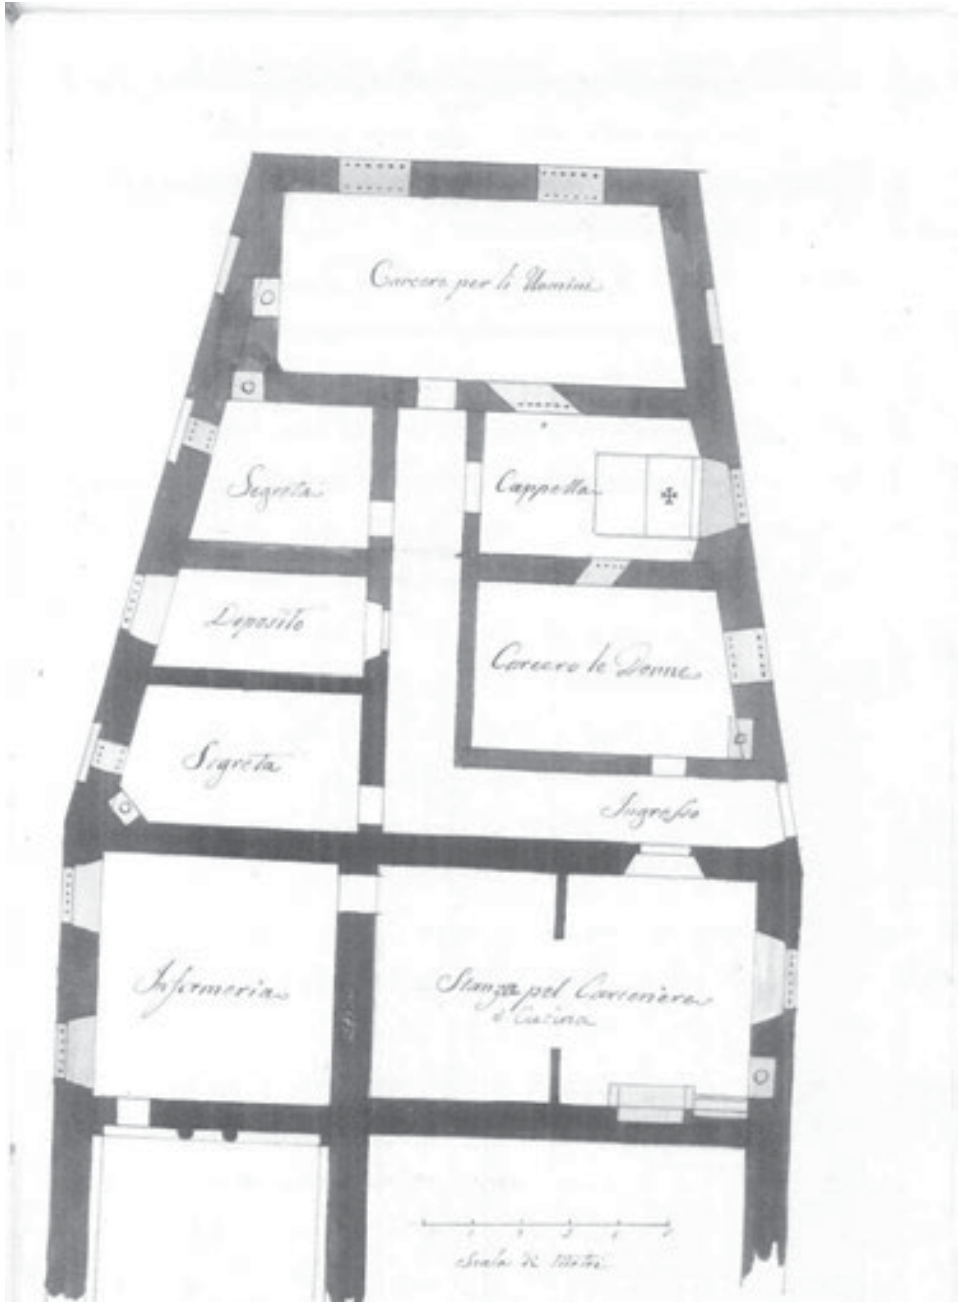 Carcere per li Uomini
Segreta
Cappella
Deposito
Carcere le Donne
Segreta
Ingresso
Infermeria
Stanza pel Carceriere
e Cucina
Scala di Metri